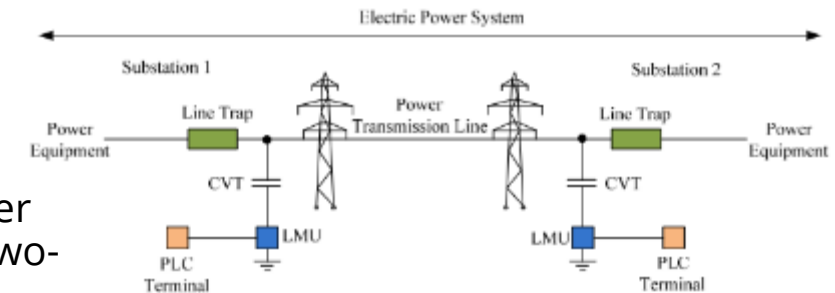 Electric Power System
Substation 1
Substation 2
Line Trap
Power
Transmission Line
Line Trap
Power
Equipment
Power
Equipment
CVT
CVT
er
wo-
LMU
LMU
PLC
Terminal
PLC
Terminal